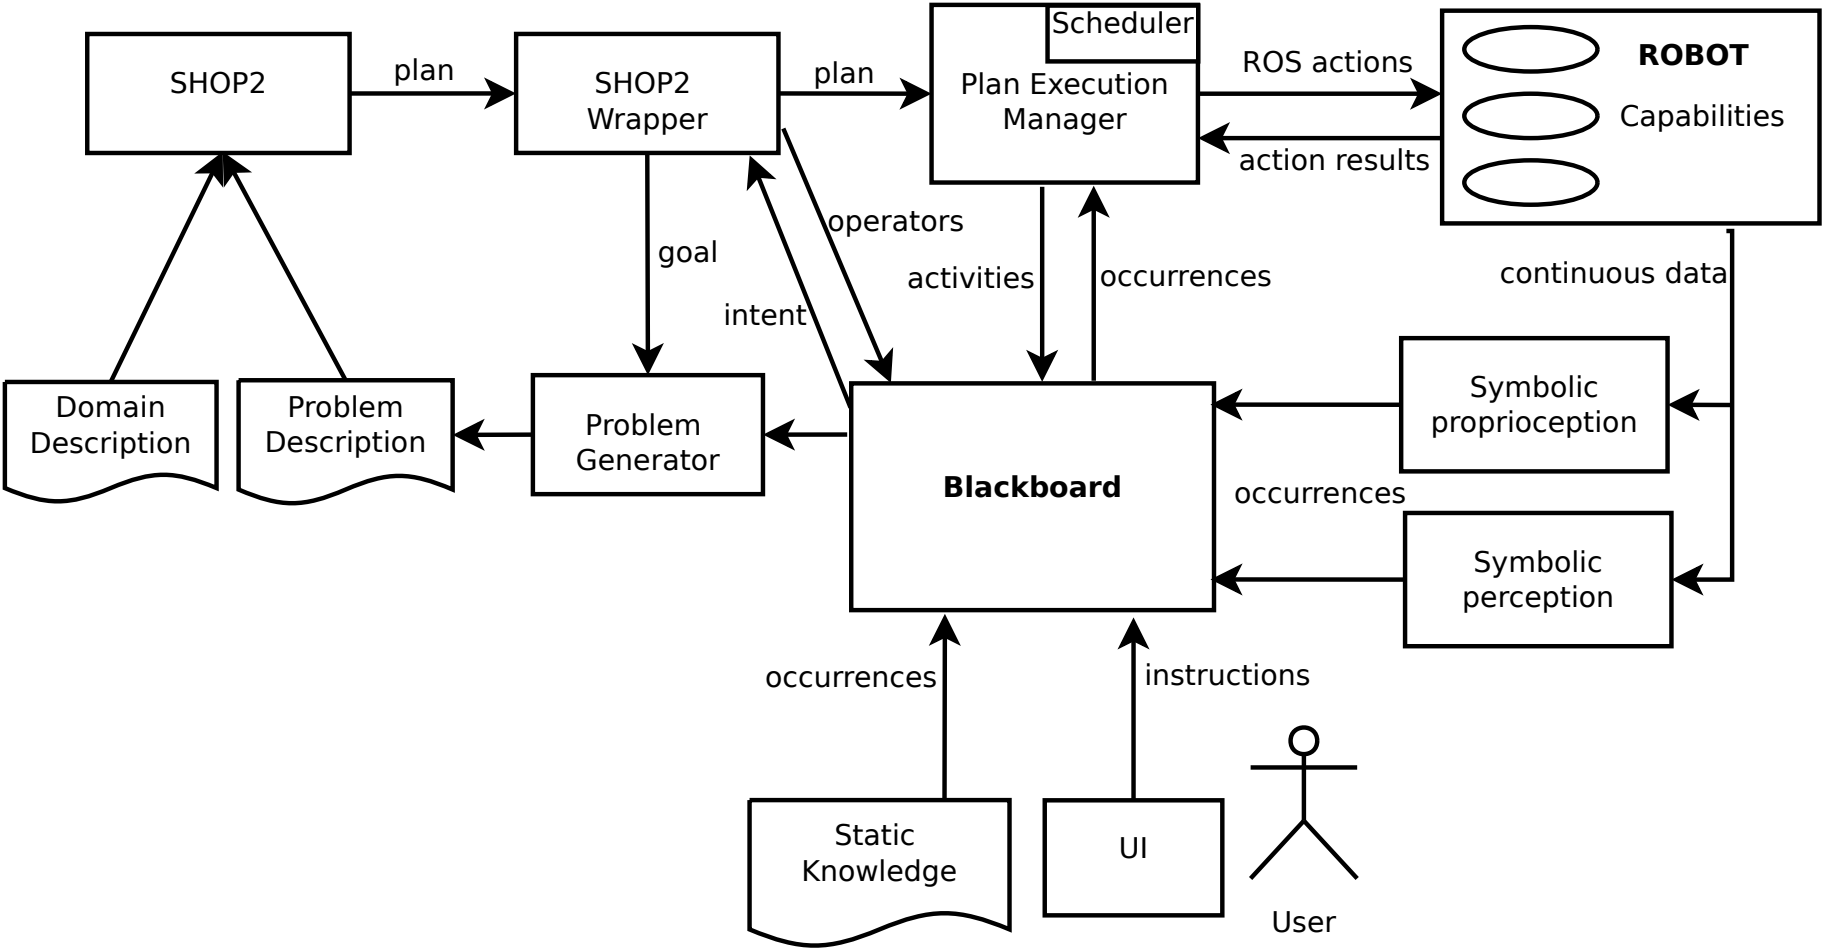 Scheduler
SHOP2
plan
SHOP2
Wrapper
plan
Plan Execution
Manager
ROS actions
action results
ROBOT
Capabilities
operators
goal
intent
activities
occurrences
continuous data
Domain
Description
Problem
Description
Problem
Generator
Blackboard
Symbolic
proprioception
occurrences
Symbolic
perception
occurrences
instructions
Static
Knowledge
UI
User